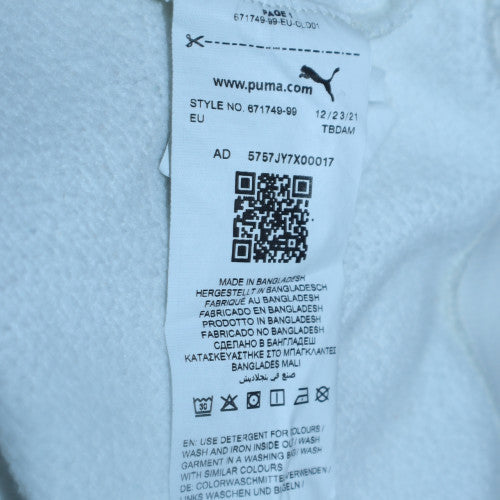 PAGE 1
671749-99-EU-CLO01
www.puma.com
STYLE NO. 671749-99 12/23/21
EU TBDAM
AD 5757JY7X00017
MADE IN BANGLADESH
HERGESTELLT IN BANGLADESCH
FABRIQUÉ AU BANGLADESH
FABRICADO EN BANGLADESH
PRODOTTO IN BANGLADESH
FABRICADO NO BANGLADESH
СДЕЛАНО В БАНГЛАДЕШ
ΚΑΤΑΣΚΕΥΑΣΤΗΚΕ ΣΤΟ ΜΠΑΓΚΛΑΝΤΕΣ
BANGLADES MALI
صنع في بنجلاديش
30
EN: USE DETERGENT FOR COLOURS /
WASH AND IRON INSIDE OUT / WASH
GARMENT IN A WASHING BAG / WASH
WITH SIMILAR COLOURS
DE: COLORWASCHMITTEL VERWENDEN /
LINKS WASCHEN UND BÜGELN /